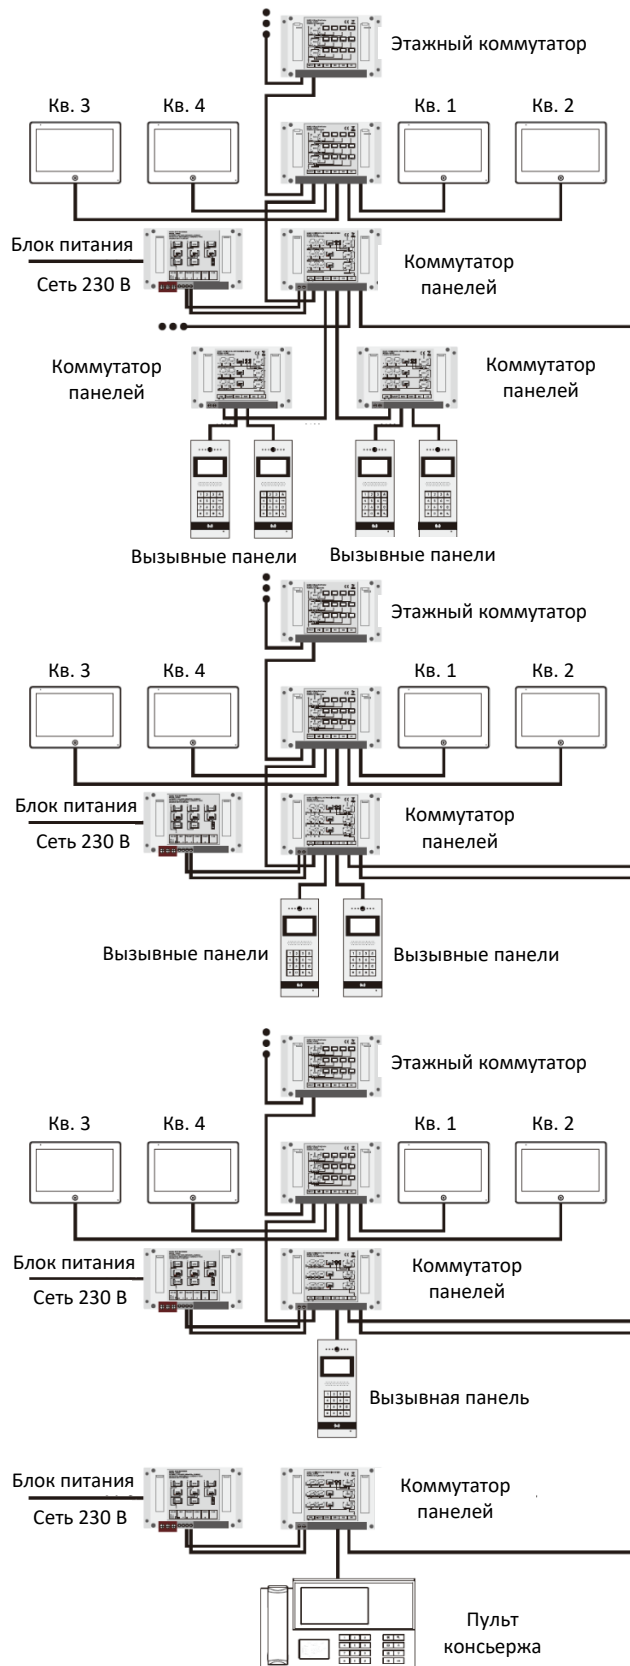 Этажный коммутатор
Кв. 3
Кв. 4
Кв. 1
Кв. 2
Блок питания
Сеть 230 В
Коммутатор
панелей
Коммутатор
панелей
Коммутатор
панелей
Вызывные панели
Вызывные панели
Этажный коммутатор
Кв. 3
Кв. 4
Кв. 1
Кв. 2
Блок питания
Сеть 230 В
Коммутатор
панелей
Вызывные панели
Вызывные панели
Этажный коммутатор
Кв. 3
Кв. 4
Кв. 1
Кв. 2
Блок питания
Сеть 230 В
Коммутатор
панелей
Вызывная панель
Блок питания
Сеть 230 В
Коммутатор
панелей
Пульт
консьержа